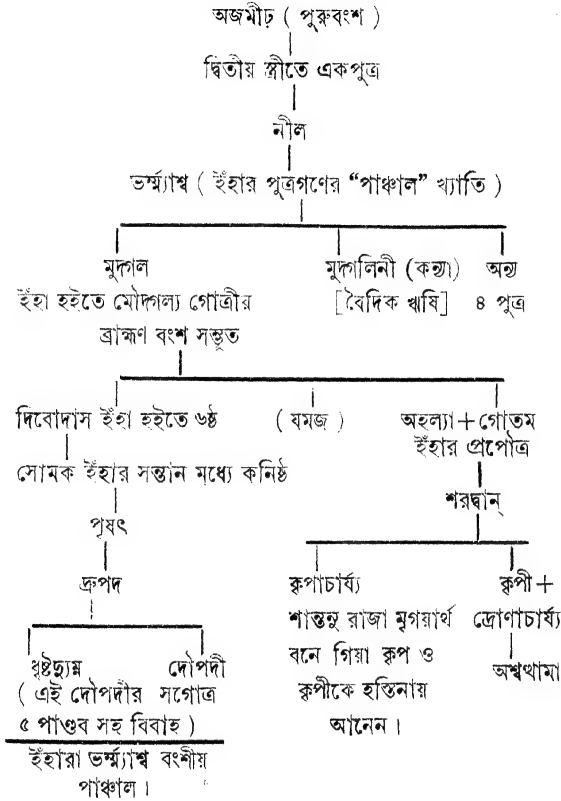 অজমীঢ় ( পুরুবংশ )
দ্বিতীয় স্ত্রীতে একপুত্র
নীল
ভর্ম্ম্যাশ্ব ( ইঁহার পুত্রগণের “পাঞ্চাল” খ্যাতি )
মুদ্গল মুদ্গলিনী (কন্যা) অন্য
ইঁহা হইতে মৌদ্গল্য গোত্রীর [বৈদিক ঋষি] ৪ পুত্র
ব্রাহ্মণ বংশ সম্ভূত
দিবোদাস ইঁহা হইতে ৬ষ্ঠ ( যমজ ) অহল্যা+গোতম
ইঁহার প্রপৌত্র
সোমক ইঁহার সন্তান মধ্যে কনিষ্ঠ
শরদ্বান্
পৃষৎ
দ্রুপদ কৃপাচার্য্য কৃপী+
শান্তনু রাজা মৃগয়ার্থ দ্রোণাচার্য্য
ধৃষ্টদ্যুম্ন দৌপদী বনে গিয়া কৃপ ও
অশ্বত্থামা
( এই দৌপদীর সগোত্র কৃপীকে হস্তিনায়
৫ পাণ্ডব সহ বিবাহ ) আনেন ।
ইঁহারা ভর্ম্ম্যাশ্ব বংশীয়
পাঞ্চাল ।